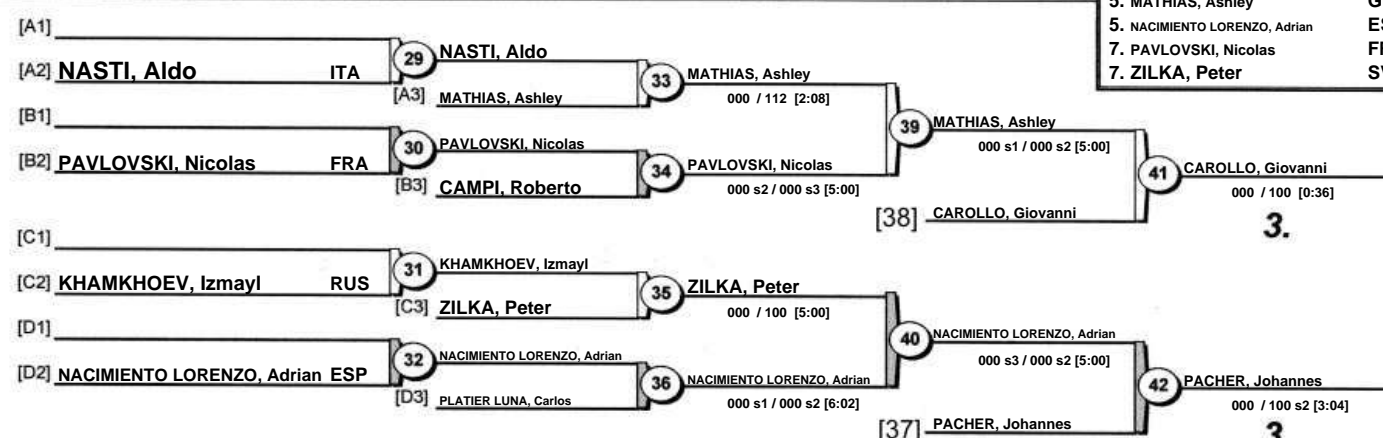 5. MATHIAS, Ashley G
5. NACIMIENTO LORENZO, Adrian ES
7. PAVLOVSKI, Nicolas
7. ZILKA, Peter
[A1]
[A2] NASTI, Aldo ITA
29
NASTI, Aldo
[A3] MATHIAS, Ashley
33
MATHIAS, Ashley
000 / 112 [2:08]
[B1]
[B2] PAVLOVSKI, Nicolas FRA
30
PAVLOVSKI, Nicolas
[B3] CAMPI, Roberto
34
PAVLOVSKI, Nicolas
000 s2 / 000 s3 [5:00]
39
MATHIAS, Ashley
000 s1 / 000 s2 [5:00]
[38] CAROLLO, Giovanni
41
CAROLLO, Giovanni
000 / 100 [0:36]
3.
[C1]
[C2] KHAMKHOEV, Izmayl RUS
31
KHAMKHOEV, Izmayl
[C3] ZILKA, Peter
35
ZILKA, Peter
000 / 100 [5:00]
[D1]
[D2] NACIMIENTO LORENZO, Adrian ESP
32
NACIMIENTO LORENZO, Adrian
[D3] PLATIER LUNA, Carlos
36
NACIMIENTO LORENZO, Adrian
000 s1 / 000 s2 [6:02]
40
NACIMIENTO LORENZO, Adrian
000 s3 / 000 s2 [5:00]
[37] PACHER, Johannes
42
PACHER, Johannes
000 / 100 s2 [3:04]
3